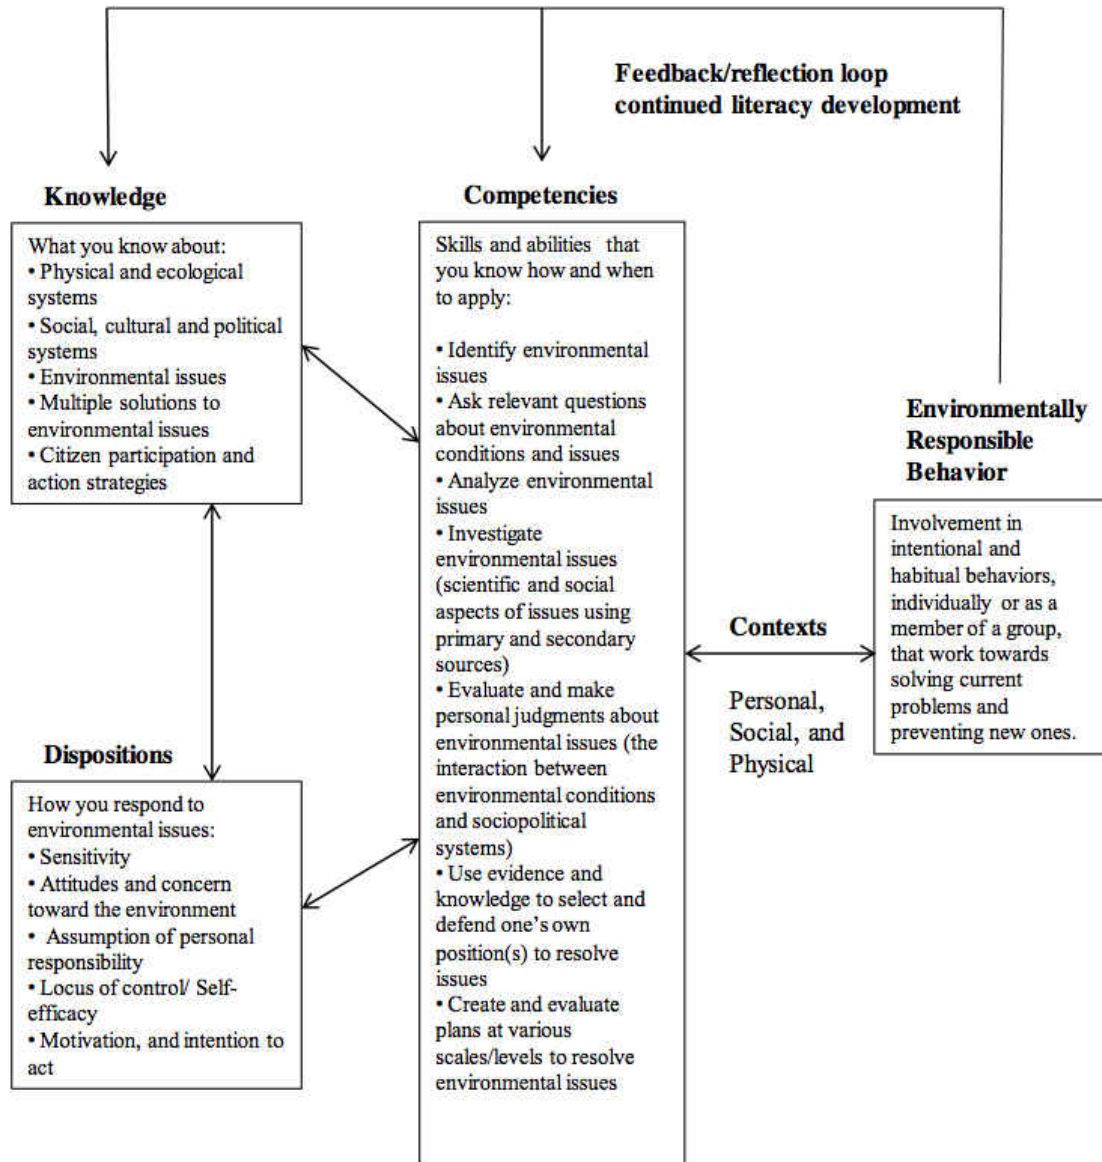 Feedback/reflection loop
continued literacy development
Knowledge
What you know about:
• Physical and ecological
systems
• Social, cultural and political
systems
• Environmental issues
• Multiple solutions to
environmental issues
• Citizen participation and
action strategies
Dispositions
How you respond to
environmental issues:
• Sensitivity
• Attitudes and concern
toward the environment
• Assumption of personal
responsibility
• Locus of control/ Self-
efficacy
• Motivation, and intention to
act
Competencies
Skills and abilities that
you know how and when
to apply:
• Identify environmental
issues
• Ask relevant questions
about environmental
conditions and issues
• Analyze environmental
issues
• Investigate
environmental issues
(scientific and social
aspects of issues using
primary and secondary
sources)
• Evaluate and make
personal judgments about
environmental issues (the
interaction between
environmental conditions
and sociopolitical
systems)
• Use evidence and
knowledge to select and
defend one’s own
position(s) to resolve
issues
• Create and evaluate
plans at various
scales/levels to resolve
environmental issues
Contexts
Personal,
Social, and
Physical
Environmentally
Responsible
Behavior
Involvement in
intentional and
habitual behaviors,
individually or as a
member of a group,
that work towards
solving current
problems and
preventing new ones.